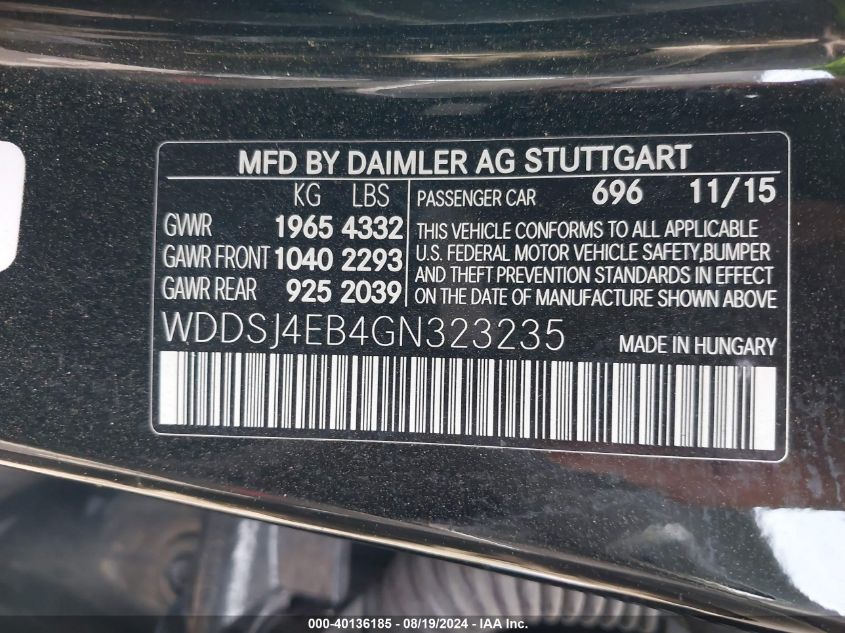 MFD BY DAIMLER AG STUTTGART
KG LBS
GVWR 1965 4332
GAWR FRONT 1040 2293
GAWR REAR 925 2039
PASSENGER CAR 696 11/15
THIS VEHICLE CONFORMS TO ALL APPLICABLE
U.S. FEDERAL MOTOR VEHICLE SAFETY,BUMPER
AND THEFT PREVENTION STANDARDS IN EFFECT
ON THE DATE OF MANUFACTURE SHOWN ABOVE
WDDSJ4EB4GN323235 MADE IN HUNGARY
000-40136185 - 08/19/2024 - IAA Inc.